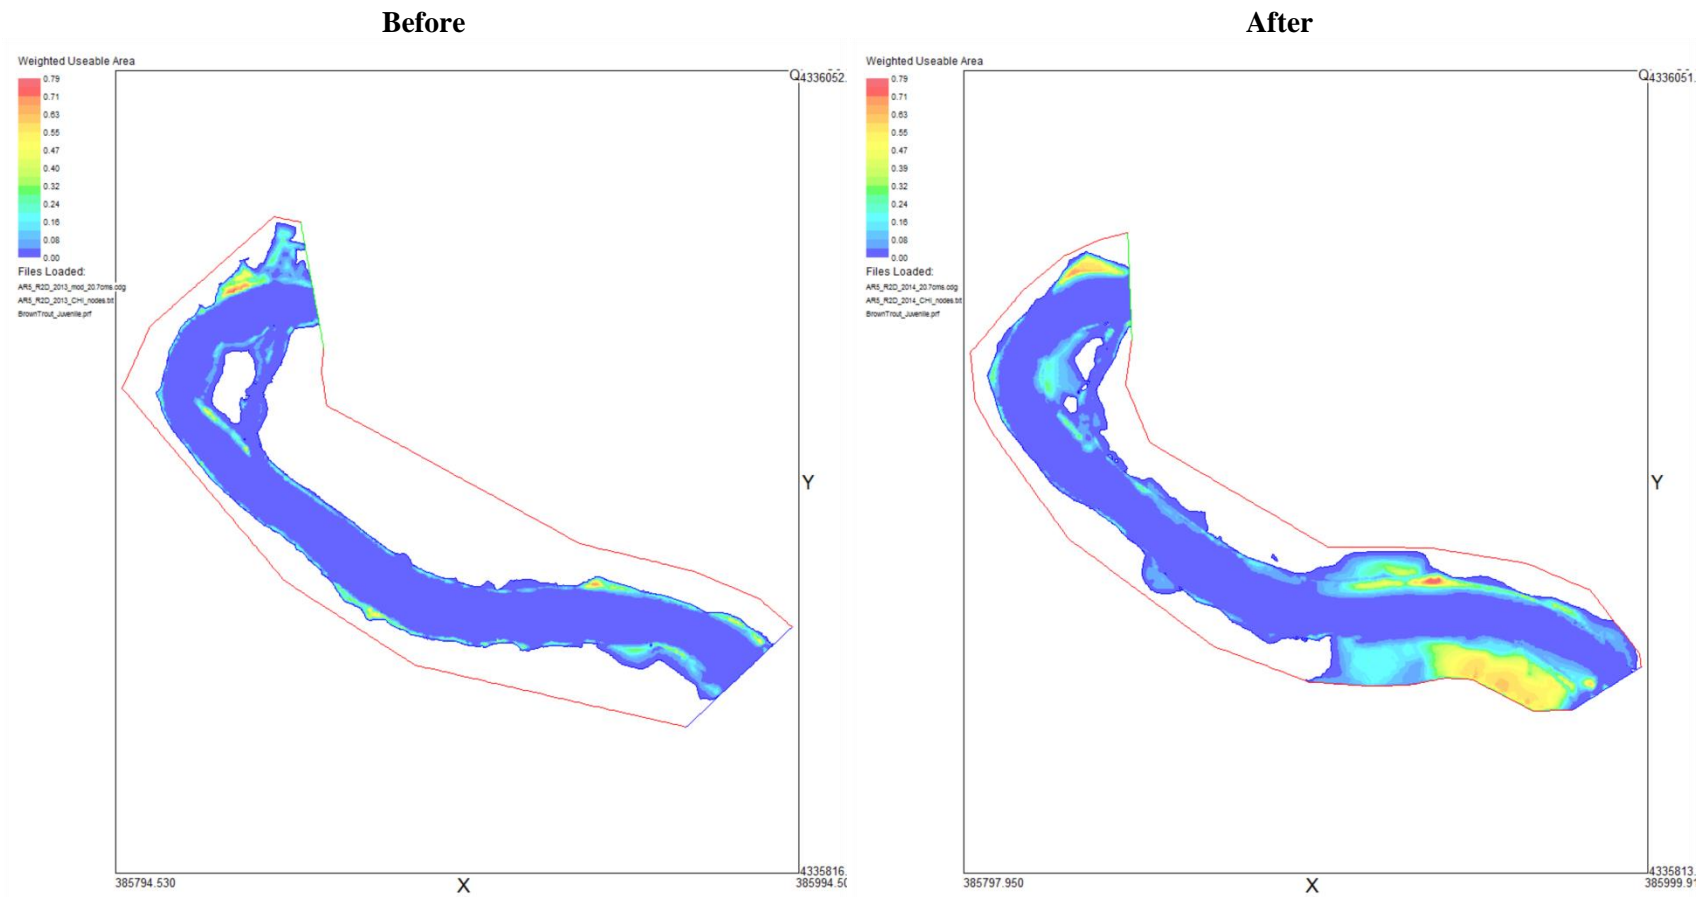 Before
After
Weighted Useable Area
0.79
0.71
0.63
0.55
0.47
0.40
0.32
0.24
0.16
0.08
0.00
Files Loaded:
AR5_R2D_2013_mod_20.7cms.cdg
AR5_R2D_2013_CHI_nodes.txt
BrownTrout_Juvenile.prf
Q
4336052.
Y
4335816.
385794.530
X
385994.50
Weighted Useable Area
0.79
0.71
0.63
0.55
0.47
0.39
0.32
0.24
0.16
0.08
0.00
Files Loaded:
AR5_R2D_2014_20.7cms.cdg
AR5_R2D_2014_CHI_nodes.txt
BrownTrout_Juvenile.prf
Q
4336051.
Y
4335813.
385797.950
X
385999.91